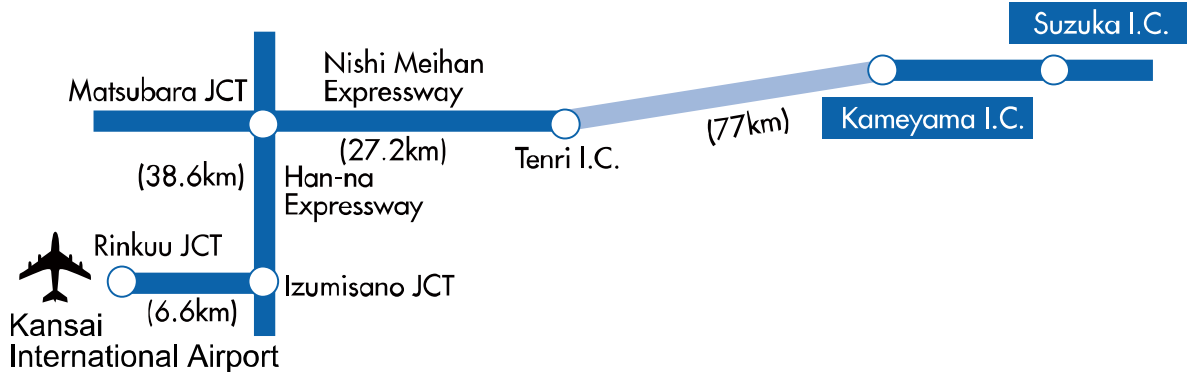 Suzuka I.C.
Nishi Meihan
Expressway
Matsubara JCT
Kameyama I.C.
(77km)
(27.2km)
Tenri I.C.
(38.6km)
Han-na
Expressway
Rinkuu JCT
Izumisano JCT
(6.6km)
Kansai
International Airport